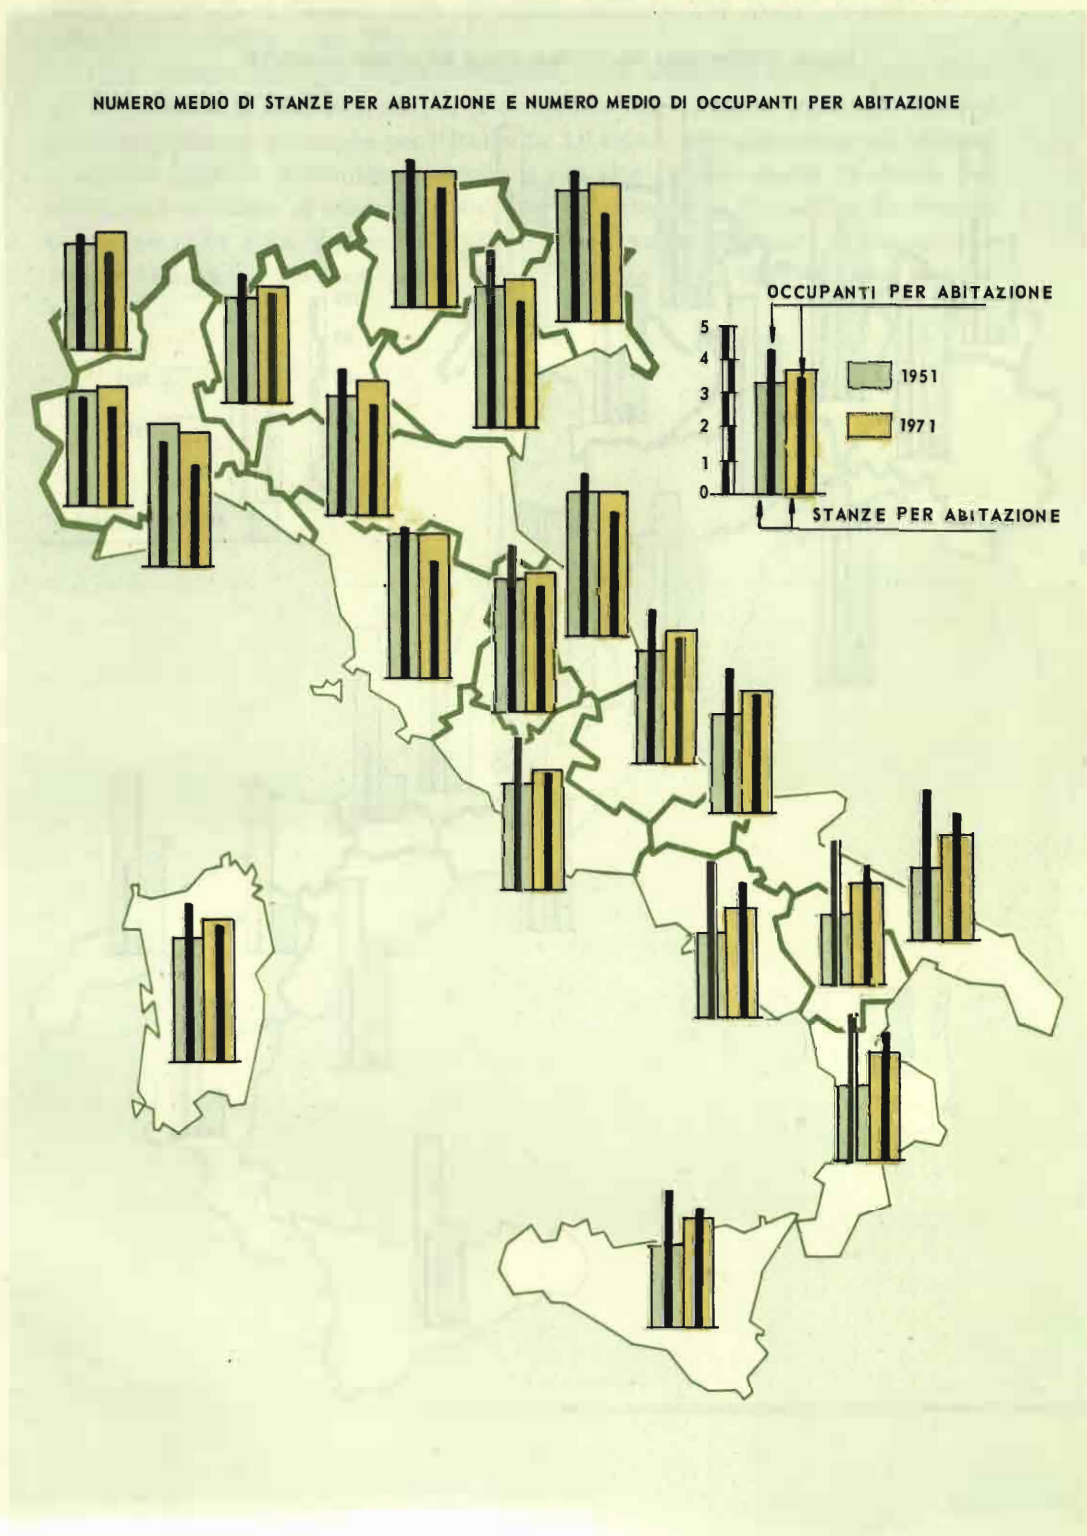 NUMERO MEDIO DI STANZE PER ABITAZIONE E NUMERO MEDIO DI OCCUPANTI PER ABITAZIONE
OCCUPANTI PER ABITAZIONE
5
4
3
2
1
0
1951
1971
STANZE PER ABITAZIONE